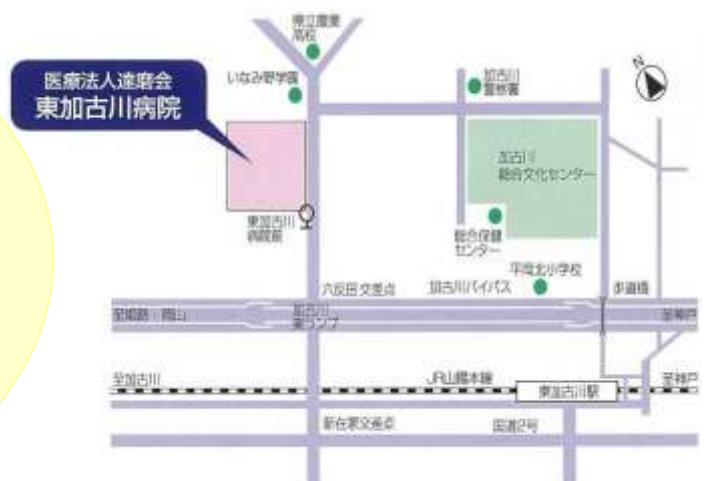 県立農業
高校
医療法人達磨会
東加古川病院
いなみ野学園
加古川
警察署
N
加古川
総合文化センター
東加古川
病院前
総合保健
センター
平岡北小学校
六反田交差点
加古川バイパス
歩道橋
至姫路・岡山
加古川
東ランプ
至神戸
至加古川
JR山陽本線
至神戸
東加古川駅
新在家交差点
国道2号